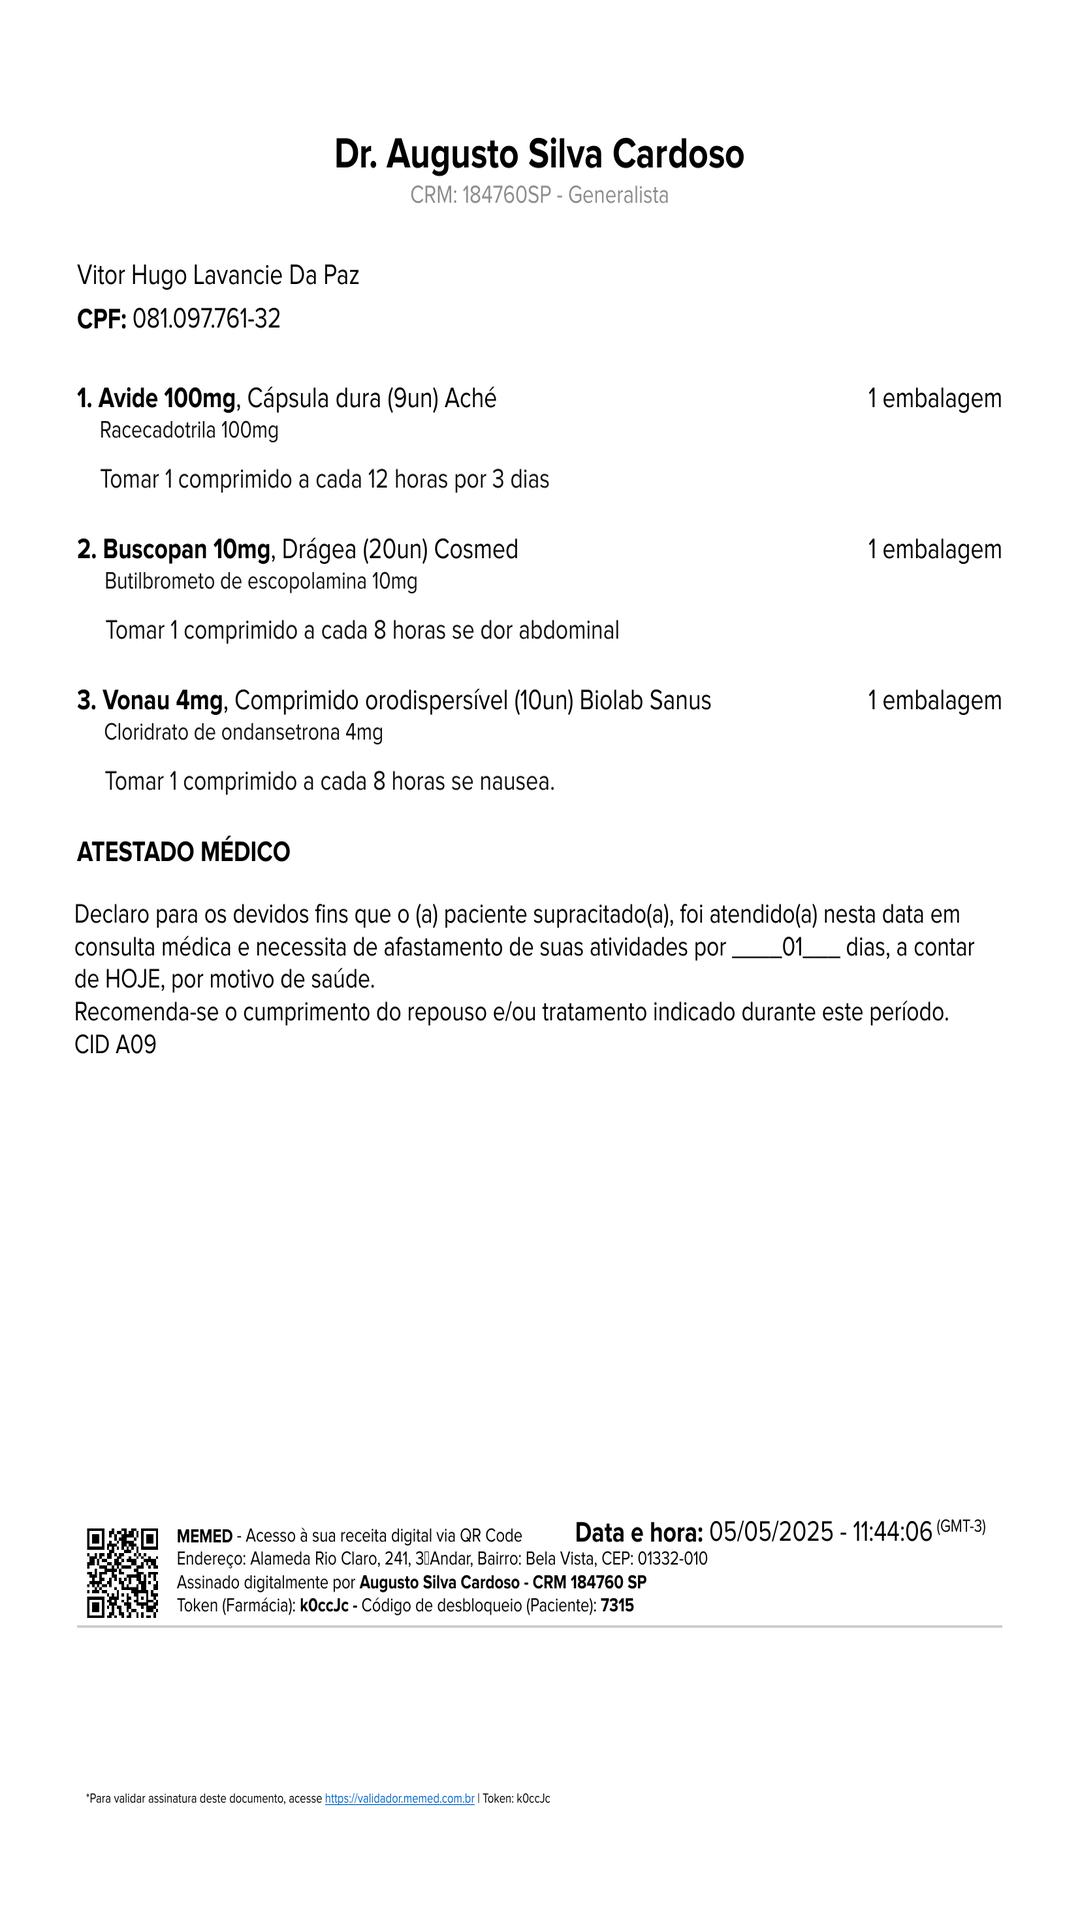 Dr. Augusto Silva Cardoso
CRM: 184760SP - Generalista
Vitor Hugo Lavancie Da Paz
CPF: 081.097.761-32
1. Avide 100mg, Cápsula dura (9un) Aché 1 embalagem
Racecadotrila 100mg
Tomar 1 comprimido a cada 12 horas por 3 dias
2. Buscopan 10mg, Drágea (20un) Cosmed 1 embalagem
Butilbrometo de escopolamina 10mg
Tomar 1 comprimido a cada 8 horas se dor abdominal
3. Vonau 4mg, Comprimido orodispersível (10un) Biolab Sanus 1 embalagem
Cloridrato de ondansetrona 4mg
Tomar 1 comprimido a cada 8 horas se nausea.
ATESTADO MÉDICO
Declaro para os devidos fins que o (a) paciente supracitado(a), foi atendido(a) nesta data em
consulta médica e necessita de afastamento de suas atividades por ____01___ dias, a contar
de HOJE, por motivo de saúde.
Recomenda-se o cumprimento do repouso e/ou tratamento indicado durante este período.
CID A09
MEMED - Acesso à sua receita digital via QR Code Data e hora: 05/05/2025 - 11:44:06 (GMT-3)
Endereço: Alameda Rio Claro, 241, 3▯Andar, Bairro: Bela Vista, CEP: 01332-010
Assinado digitalmente por Augusto Silva Cardoso - CRM 184760 SP
Token (Farmácia): k0ccJc - Código de desbloqueio (Paciente): 7315
*Para validar assinatura deste documento, acesse https://validador.memed.com.br | Token: k0ccJc